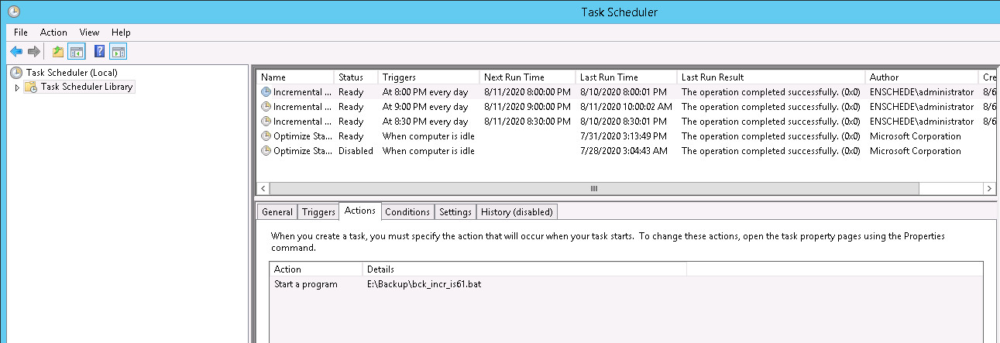 Task Scheduler
File Action View Help
Task Scheduler (Local)
Task Scheduler Library
Name Status Triggers Next Run Time Last Run Time Last Run Result Author Cre
Incremental ... Ready At 8:00 PM every day 8/11/2020 8:00:00 PM 8/10/2020 8:00:01 PM The operation completed successfully. (0x0) ENSCHEDE\administrator 8/6
Incremental ... Ready At 9:00 PM every day 8/11/2020 9:00:00 PM 8/11/2020 10:00:02 AM The operation completed successfully. (0x0) ENSCHEDE\administrator 8/6
Incremental ... Ready At 8:30 PM every day 8/11/2020 8:30:00 PM 8/10/2020 8:30:01 PM The operation completed successfully. (0x0) ENSCHEDE\administrator 8/6
Optimize Sta... Ready When computer is idle 7/31/2020 3:13:49 PM The operation completed successfully. (0x0) Microsoft Corporation
Optimize Sta... Disabled When computer is idle 7/28/2020 3:04:43 AM The operation completed successfully. (0x0) Microsoft Corporation
General Triggers Actions Conditions Settings History (disabled)
When you create a task, you must specify the action that will occur when your task starts. To change these actions, open the task property pages using the Properties
command.
Action Details
Start a program E:\Backup\bck_incr_is61.bat